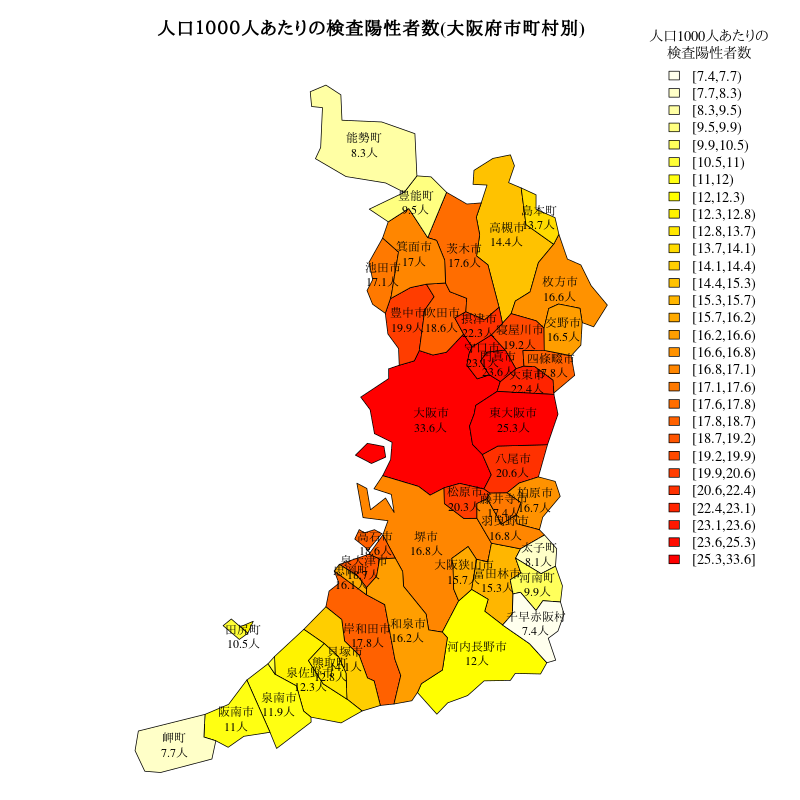 人口1000人あたりの検査陽性者数(大阪府市町村別)
人口1000人あたりの
検査陽性者数
[7.4,7.7)
[7.7,8.3)
[8.3,9.5)
[9.5,9.9)
[9.9,10.5)
[10.5,11)
[11,12)
[12,12.3)
[12.3,12.8)
[12.8,13.7)
[13.7,14.1)
[14.1,14.4)
[14.4,15.3)
[15.3,15.7)
[15.7,16.2)
[16.2,16.6)
[16.6,16.8)
[16.8,17.1)
[17.1,17.6)
[17.6,17.8)
[17.8,18.7)
[18.7,19.2)
[19.2,19.9)
[19.9,20.6)
[20.6,22.4)
[22.4,23.1)
[23.1,23.6)
[23.6,25.3)
[25.3,33.6]
能勢町
8.3人
豊能町
9.5人
島本町
13.7人
高槻市
14.4人
箕面市
17人
茨木市
17.6人
池田市
17.1人
枚方市
16.6人
豊中市
19.9人
吹田市
18.6人
摂津市
22.3人
寝屋川市
19.2人
交野市
16.5人
守口市
23.1人
門真市
23.6人
四條畷市
17.8人
大東市
22.4人
大阪市
33.6人
東大阪市
25.3人
八尾市
20.6人
松原市
20.3人
藤井寺市
17.4人
柏原市
16.7人
羽曳野市
16.8人
高石市
18.6人
堺市
16.8人
太子町
8.1人
泉大津市
18.7人
忠岡町
16.1人
大阪狭山市
15.7人
富田林市
15.3人
河南町
9.9人
千早赤阪村
7.4人
田尻町
10.5人
岸和田市
17.8人
和泉市
16.2人
河内長野市
12人
貝塚市
14.1人
熊取町
12.8人
泉佐野市
12.3人
泉南市
11.9人
阪南市
11人
岬町
7.7人